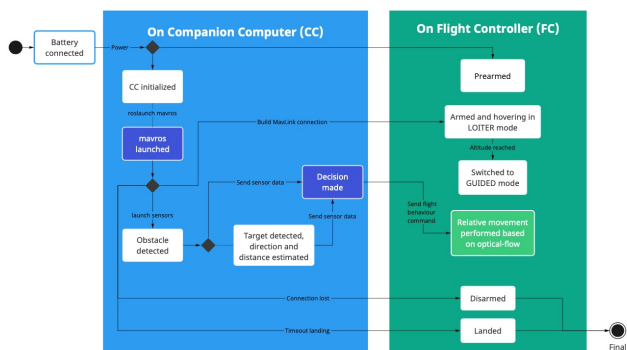 On Companion Computer (CC)
On Flight Controller (FC)
Battery
connected
Power
Prearmed
CC initialized
roslaunch mavros
Build MavLink connection
Armed and hovering in
LOITER mode
mavros
launched
Altitude reached
Switched to
GUIDED mode
Send sensor data
Decision
made
launch sensors
Send sensor data
Send flight
behaviour
command
Obstacle
detected
Target detected,
direction and
distance estimated
Relative movement
performed based
on optical-flow
Connection lost
Disarmed
Timeout landing
Landed
Final